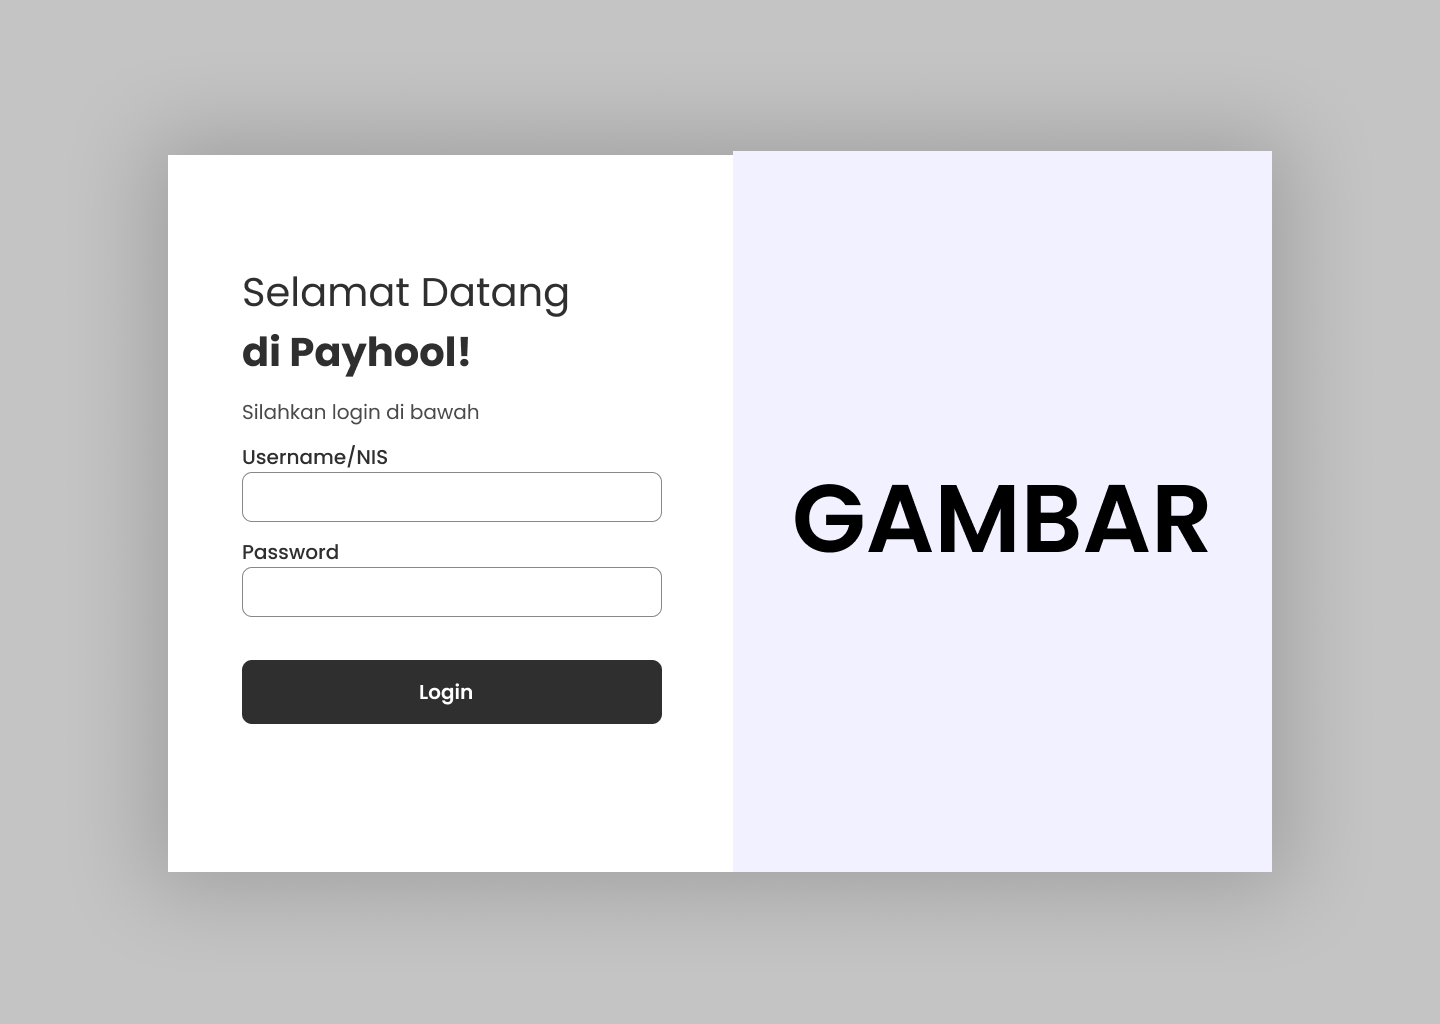 Selamat Datang
di Payhool!
Silahkan login di bawah
Username/NIS
Password
Login
GAMBAR